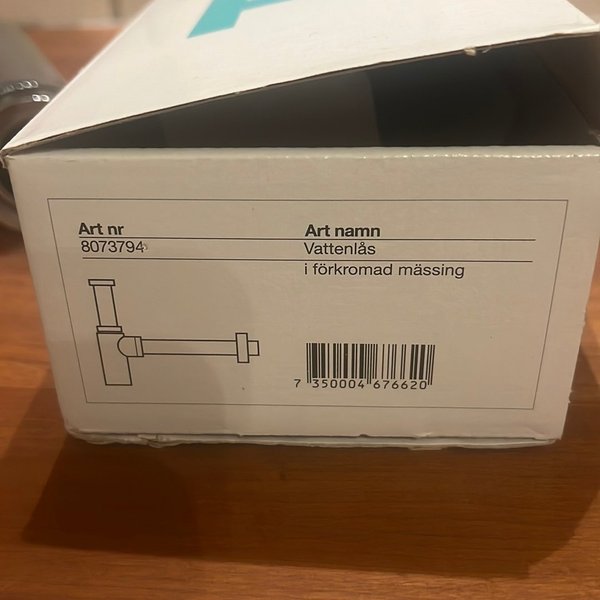 Art nr Art namn
8073794 Vattenlås
i förkromad mässing
7 350004 676620